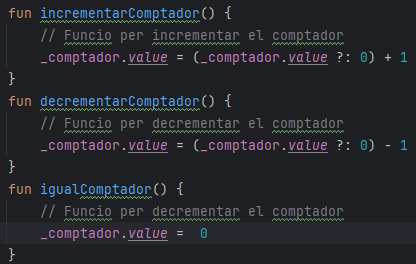 fun incrementarComptador() {
// Funcio per incrementar el comptador
_comptador.value = (_comptador.value ?: 0) + 1
}
fun decrementarComptador() {
// Funcio per decrementar el comptador
_comptador.value = (_comptador.value ?: 0) - 1
}
fun igualComptador() {
// Funcio per decrementar el comptador
_comptador.value =  0
}